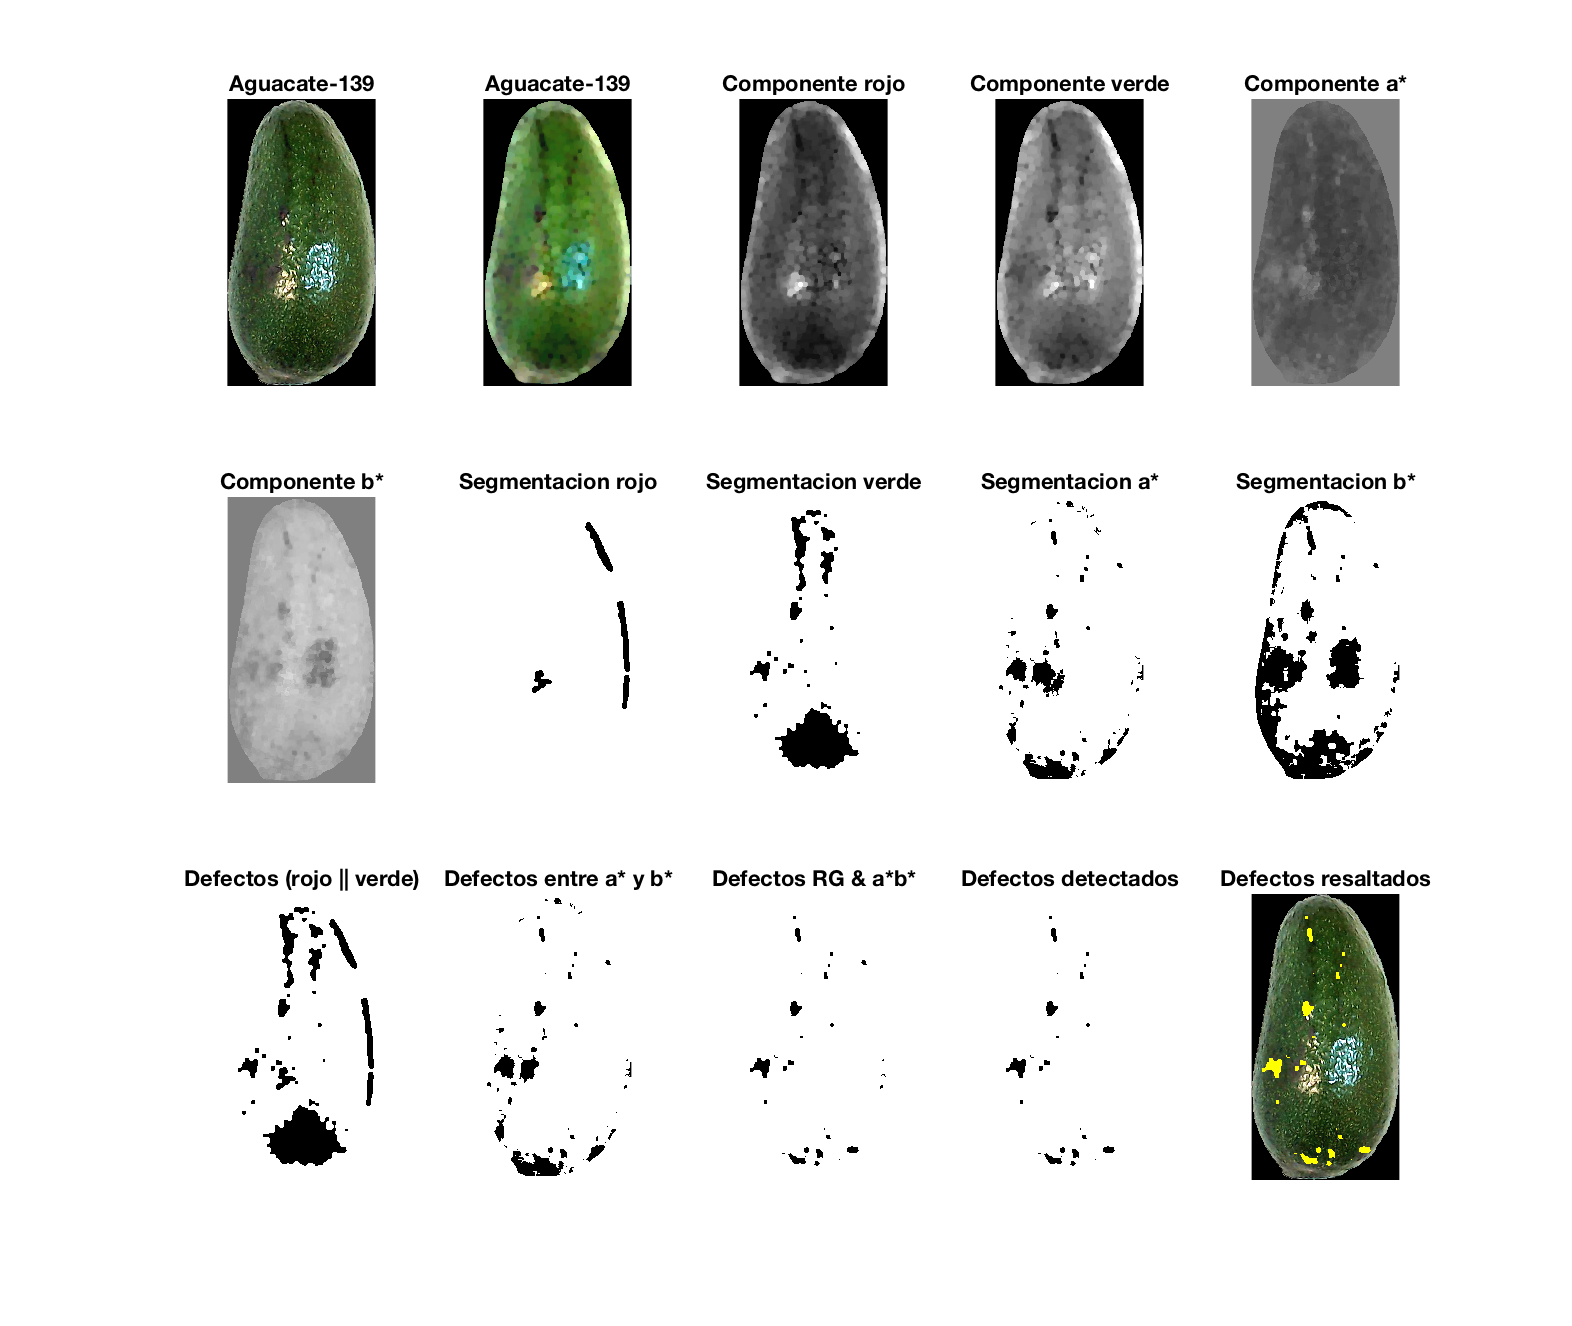 Aguacate-139
Aguacate-139
Componente rojo
Componente verde
Componente a*
Componente b*
Segmentacion rojo
Segmentacion verde
Segmentacion a*
Segmentacion b*
Defectos (rojo || verde)
Defectos entre a* y b*
Defectos RG & a*b*
Defectos detectados
Defectos resaltados